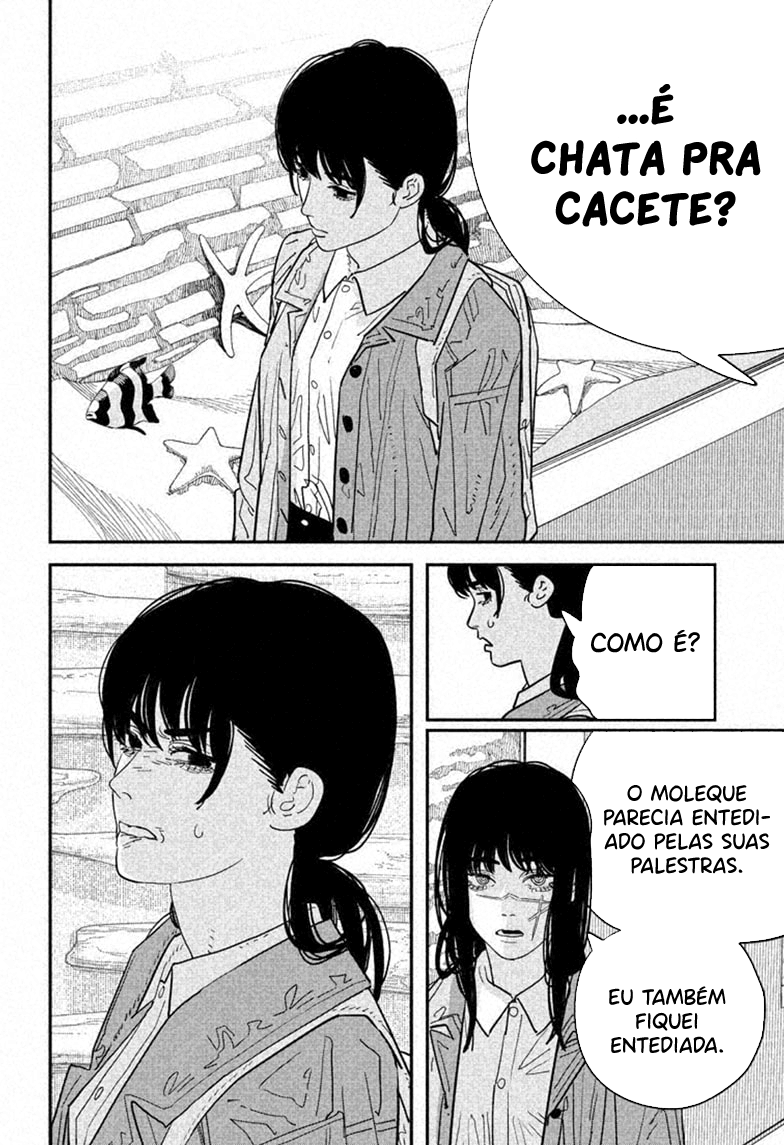 ...É
CHATA PRA
CACETE?
COMO É?
O MOLEQUE
PARECIA ENTEDI-
ADO PELAS SUAS
PALESTRAS.
EU TAMBÉM
FIQUEI
ENTEDIADA.